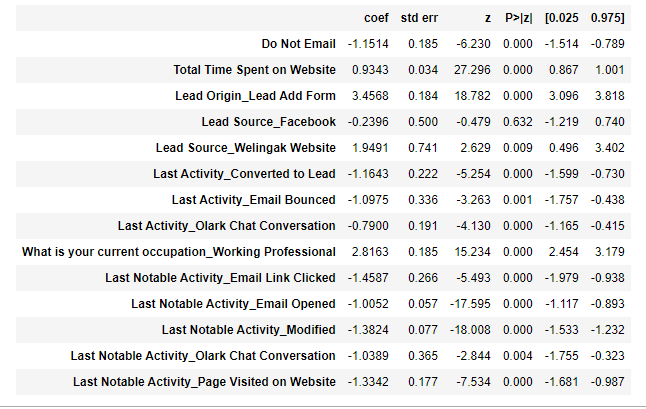 coef std err z P>|z| [0.025 0.975]
Do Not Email -1.1514 0.185 -6.230 0.000 -1.514 -0.789
Total Time Spent on Website 0.9343 0.034 27.296 0.000 0.867 1.001
Lead Origin_Lead Add Form 3.4568 0.184 18.782 0.000 3.096 3.818
Lead Source_Facebook -0.2396 0.500 -0.479 0.632 -1.219 0.740
Lead Source_Welingak Website 1.9491 0.741 2.629 0.009 0.496 3.402
Last Activity_Converted to Lead -1.1643 0.222 -5.254 0.000 -1.599 -0.730
Last Activity_Email Bounced -1.0975 0.336 -3.263 0.001 -1.757 -0.438
Last Activity_Olark Chat Conversation -0.7900 0.191 -4.130 0.000 -1.165 -0.415
What is your current occupation_Working Professional 2.8163 0.185 15.234 0.000 2.454 3.179
Last Notable Activity_Email Link Clicked -1.4587 0.266 -5.493 0.000 -1.979 -0.938
Last Notable Activity_Email Opened -1.0052 0.057 -17.595 0.000 -1.117 -0.893
Last Notable Activity_Modified -1.3824 0.077 -18.008 0.000 -1.533 -1.232
Last Notable Activity_Olark Chat Conversation -1.0389 0.365 -2.844 0.004 -1.755 -0.323
Last Notable Activity_Page Visited on Website -1.3342 0.177 -7.534 0.000 -1.681 -0.987